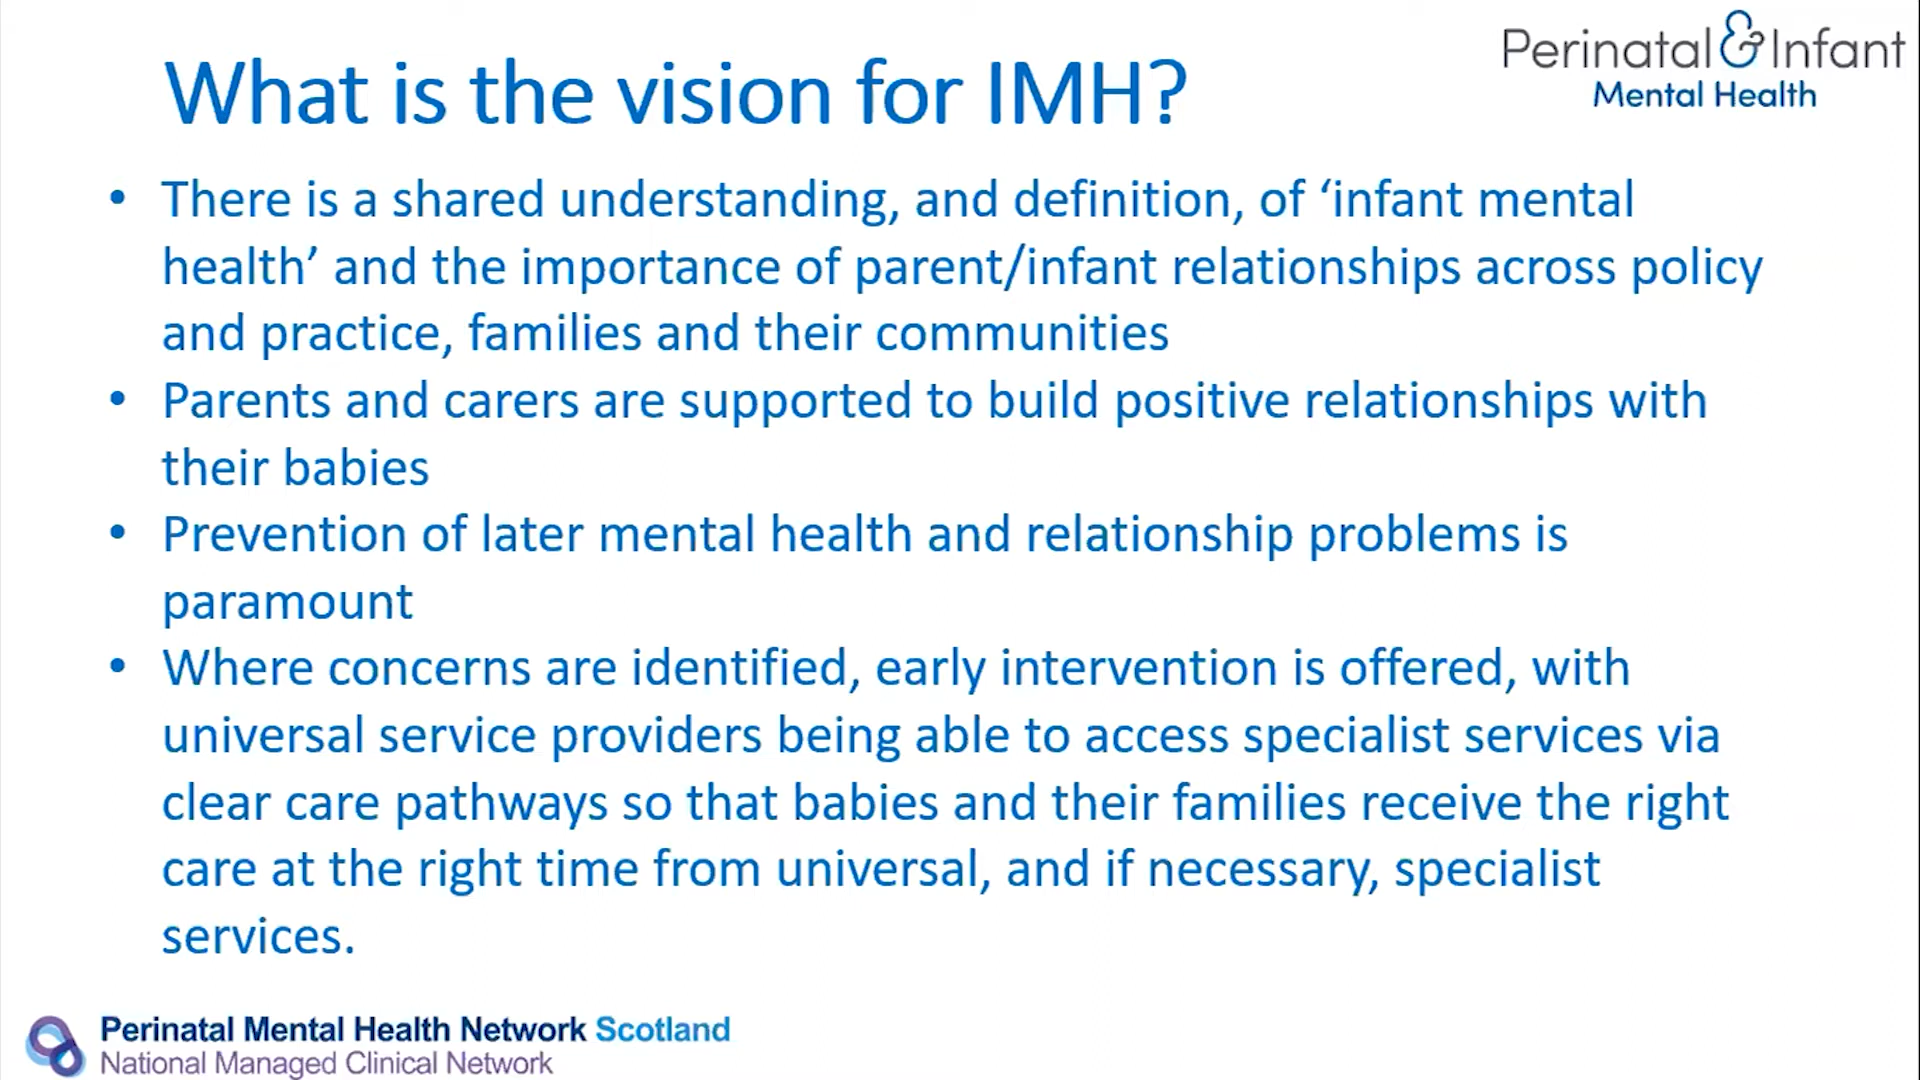 Perinatal & Infant
Mental Health
What is the vision for IMH?
• There is a shared understanding, and definition, of ‘infant mental
health’ and the importance of parent/infant relationships across policy
and practice, families and their communities
• Parents and carers are supported to build positive relationships with
their babies
• Prevention of later mental health and relationship problems is
paramount
• Where concerns are identified, early intervention is offered, with
universal service providers being able to access specialist services via
clear care pathways so that babies and their families receive the right
care at the right time from universal, and if necessary, specialist
services.
Perinatal Mental Health Network Scotland
National Managed Clinical Network